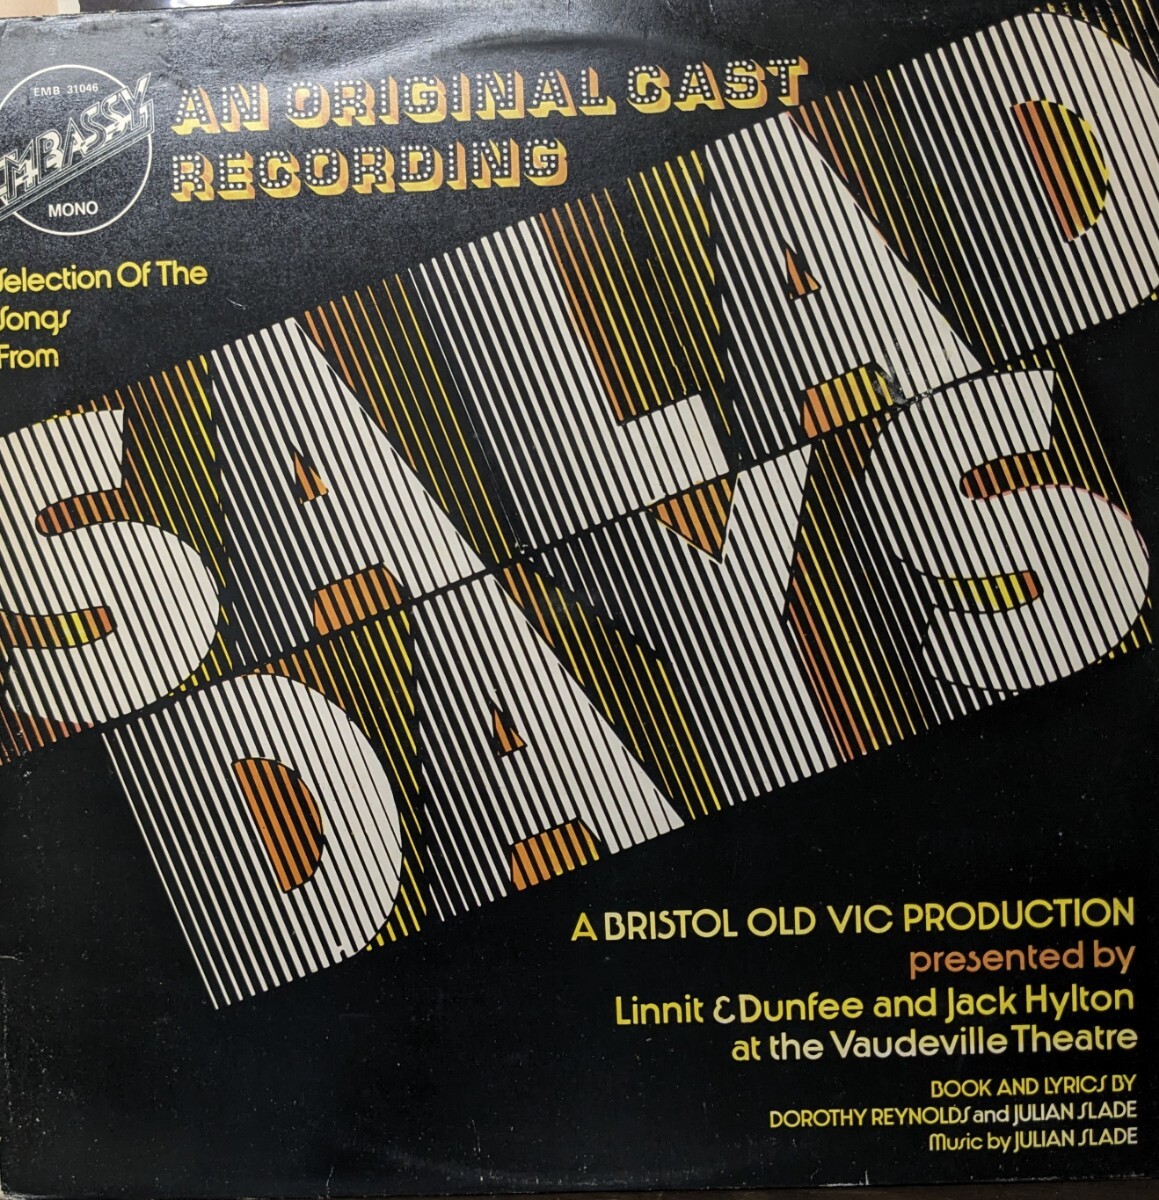 EMB 31046
EMBASSY
MONO
AN ORIGINAL CAST
RECORDING
Selection Of The
Songs
From
SALAD
DAYS
A BRISTOL OLD VIC PRODUCTION
presented by
Linnit & Dunfee and Jack Hylton
at the Vaudeville Theatre
BOOK AND LYRICS BY
DOROTHY REYNOLDS and JULIAN SLADE
Music by JULIAN SLADE